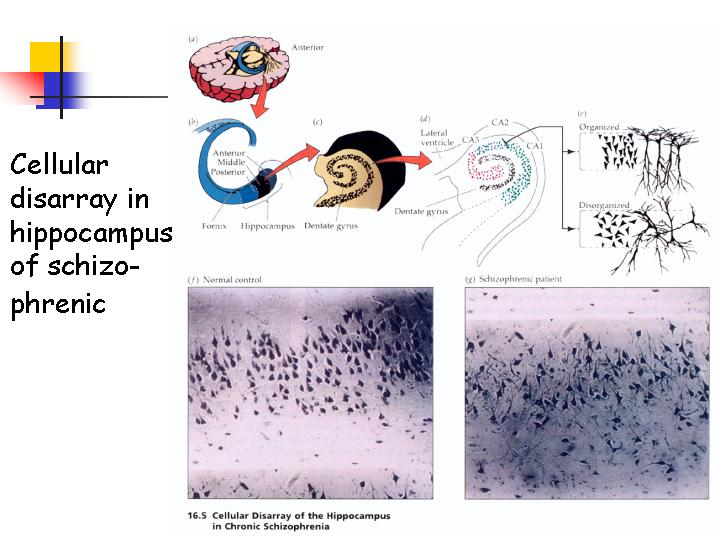 Cellular
disarray in
hippocampus
of schizo-
phrenic
(a)
Anterior
(b)
Anterior
Middle
Posterior
Fornix
Hippocampus
(c)
Dentate gyrus
(d)
Lateral
ventricle
CA3
CA2
CA1
Dentate gyrus
(e)
Organized
Disorganized
(f) Normal control
(g) Schizophrenic patient
16.5 Cellular Disarray of the Hippocampus
in Chronic Schizophrenia